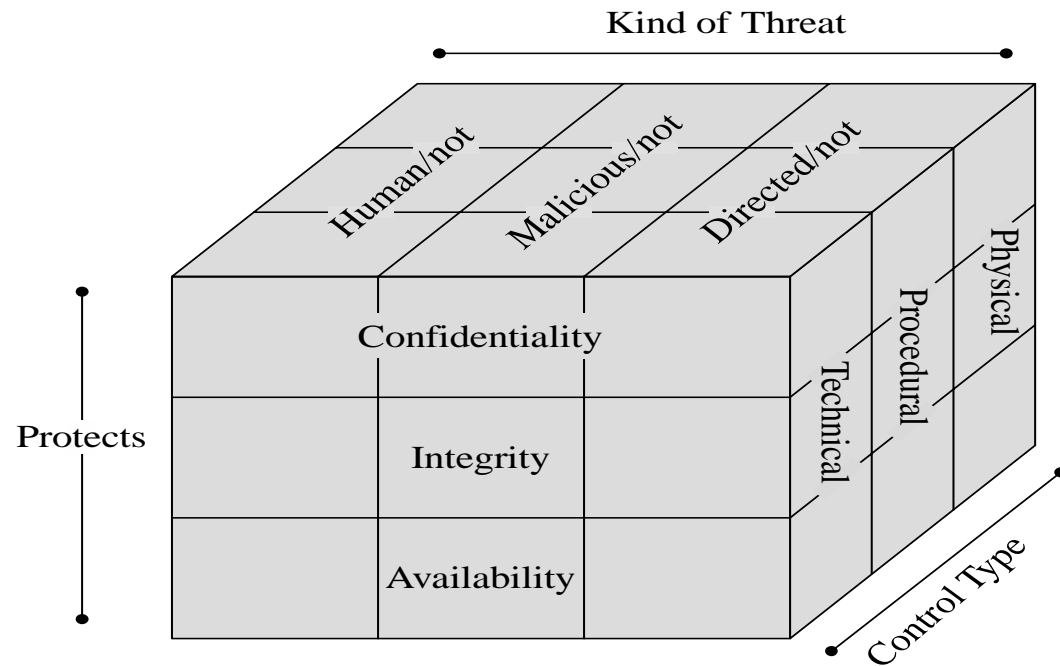 Kind of Threat
Human/not
Malicious/not
Directed/not
Physical
Procedural
Technical
Confidentiality
Integrity
Availability
Protects
Control Type